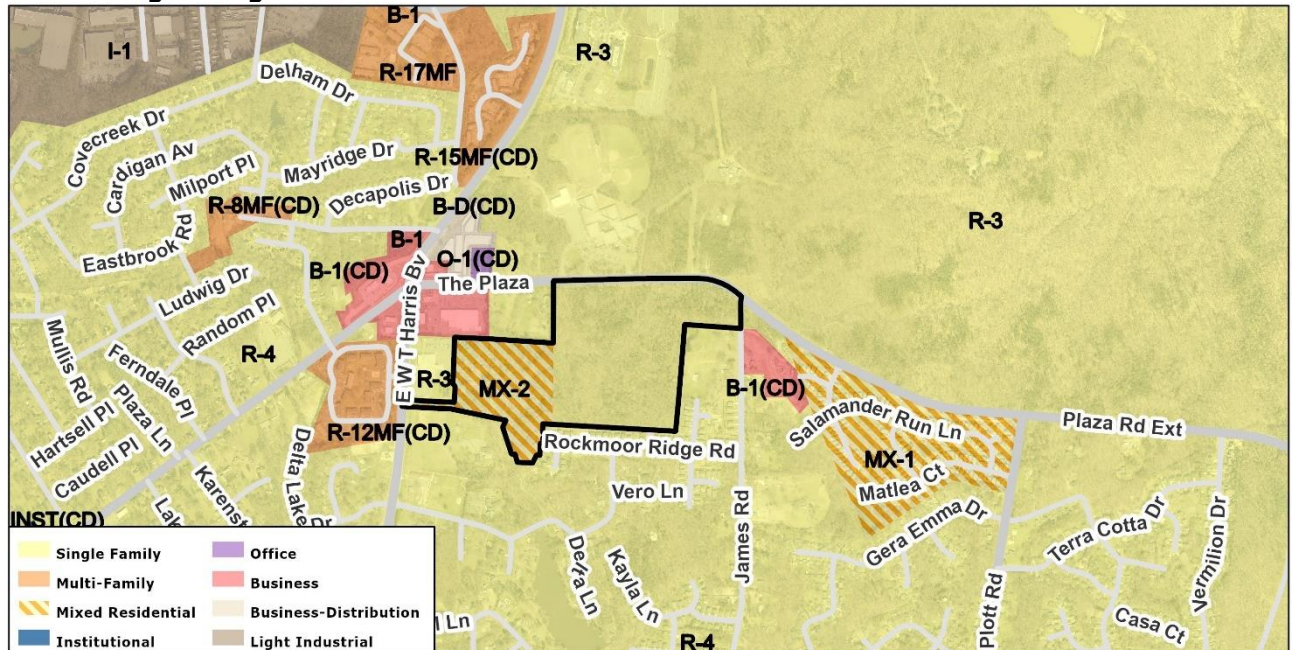 B-1
I-1
R-3
R-17MF
Delham Dr
Covecreek Dr
Cardigan Av
Milport Pl
Mayridge Dr
R-15MF(CD)
Decapolis Dr
R-8MF(CD)
B-D(CD)
R-3
Eastbrook Rd
B-1
O-1(CD)
B-1(CD)
The Plaza
Ludwig Dr
Random Pl
E W T Harris Bv
Mullis Rd
Ferndale Pl
R-4
R-3
MX-2
B-1(CD)
Plaza Ln
Hartsell Pl
Caudell Pl
R-12MF(CD)
Rockmoor Ridge Rd
Salamander Run Ln
Plaza Rd Ext
MX-1
Matlea Ct
Karenst
Delta Lake Dr
Vero Ln
James Rd
Gera Emma Dr
Terra Cotta Dr
Vermilion Dr
Lak
INST(CD)
Delta Ln
Kayla Ln
Plott Rd
Casa Ct
Ln
R-4
Single Family
Multi-Family
Mixed Residential
Institutional
Office
Business
Business-Distribution
Light Industrial